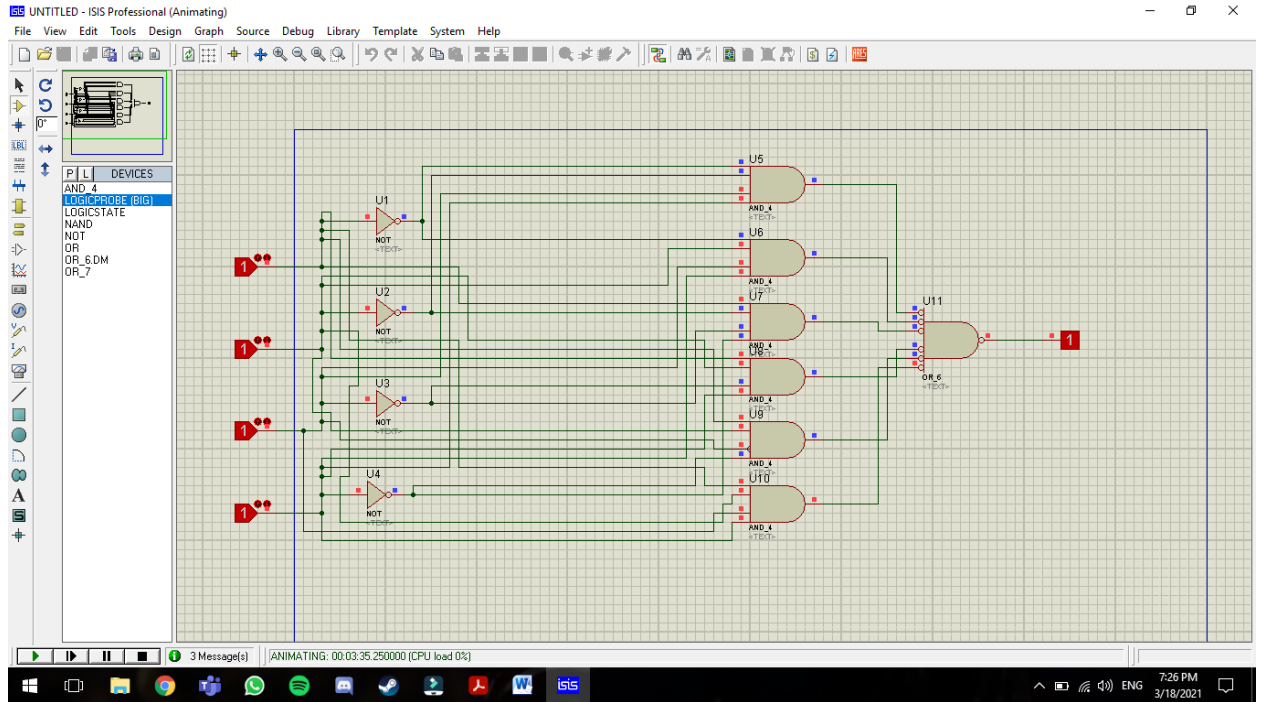 UNTITLED - ISIS Professional (Animating)
File View Edit Tools Design Graph Source Debug Library Template System Help
0°
LBL
P L DEVICES
AND_4
LOGICPROBE (BIG)
LOGICSTATE
NAND
NOT
OR
OR_6.DM
OR_7
A
S
U1
NOT
<TEXT>
U2
NOT
<TEXT>
U3
NOT
<TEXT>
U4
NOT
<TEXT>
1
1
1
1
U5
AND_4
<TEXT>
U6
AND_4
<TEXT>
U7
AND_4
<TEXT>
U8
AND_4
<TEXT>
U9
AND_4
<TEXT>
U10
AND_4
<TEXT>
U11
OR_6
<TEXT>
1
3 Message(s) ANIMATING: 00:03:35.250000 (CPU load 0%)
isis
ENG
7:26 PM
3/18/2021